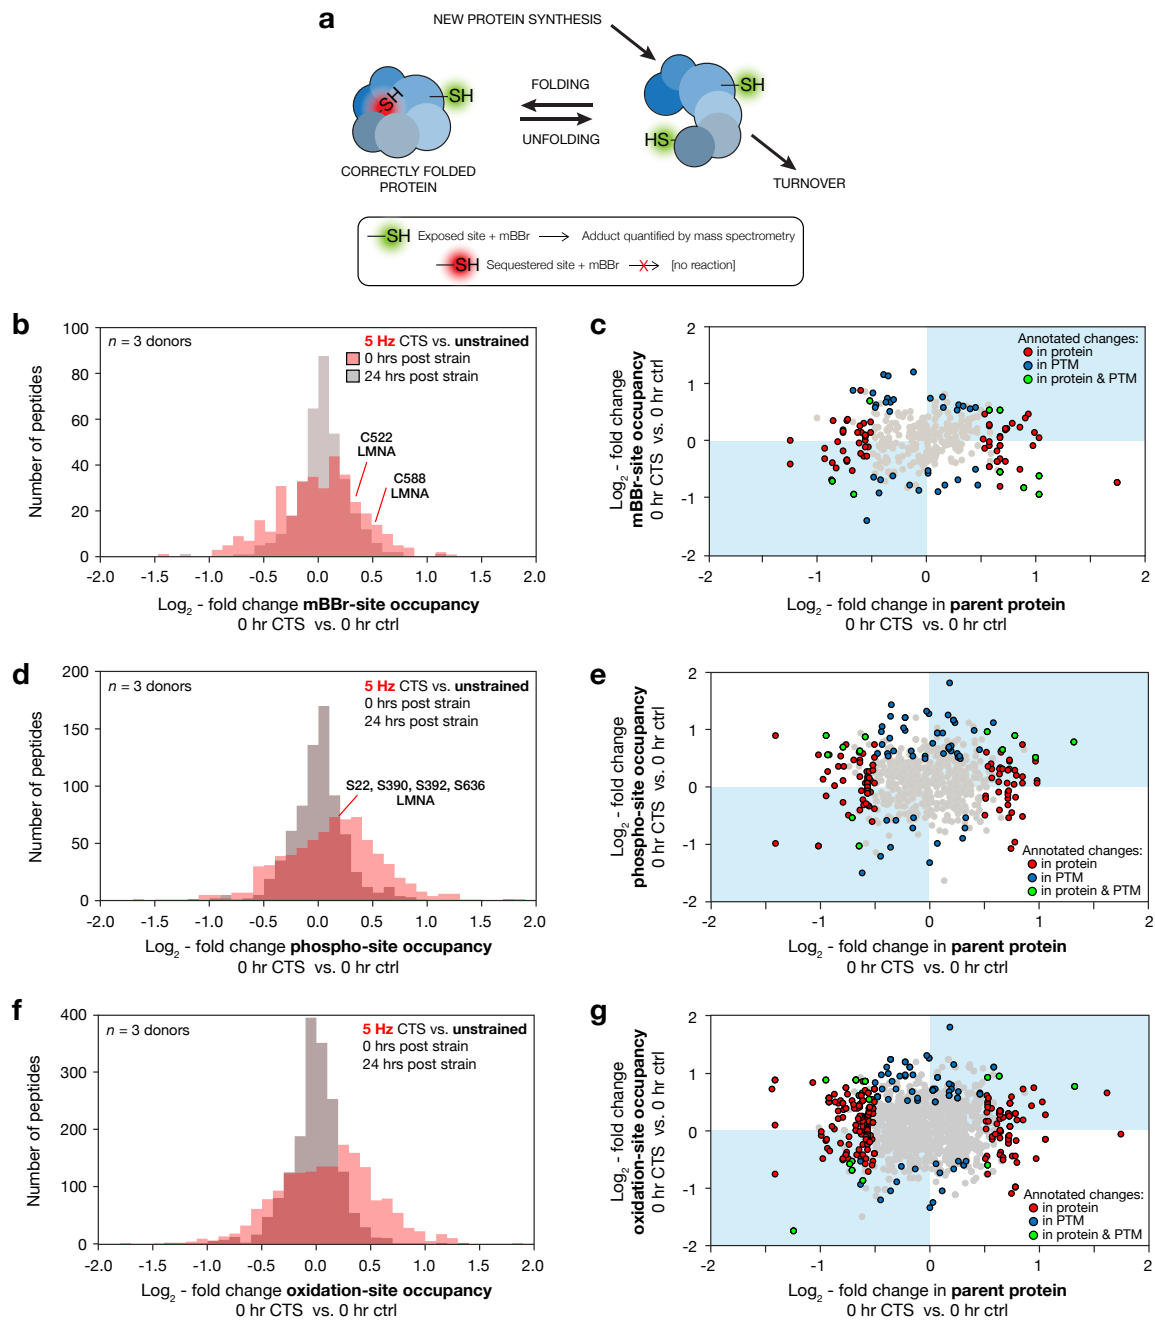 a
NEW PROTEIN SYNTHESIS
SH
SH
FOLDING
UNFOLDING
SH
HS
CORRECTLY FOLDED
PROTEIN
TURNOVER
SH Exposed site + mBBr Adduct quantified by mass spectrometry
SH Sequestered site + mBBr [no reaction]
b
n = 3 donors
5 Hz CTS vs. unstrained
0 hrs post strain
24 hrs post strain
C522
LMNA
C588
LMNA
Number of peptides
100
80
60
40
20
0
-2.0 -1.5 -1.0 -0.5 0.0 0.5 1.0 1.5 2.0
Log2 - fold change mBBr-site occupancy
0 hr CTS vs. 0 hr ctrl
c
Annotated changes:
in protein
in PTM
in protein & PTM
Log2 - fold change
mBBr-site occupancy
0 hr CTS vs. 0 hr ctrl
2
1
0
-1
-2
-2 -1 0 1 2
Log2 - fold change in parent protein
0 hr CTS vs. 0 hr ctrl
d
n = 3 donors
5 Hz CTS vs. unstrained
0 hrs post strain
24 hrs post strain
S22, S390, S392, S636
LMNA
Number of peptides
200
150
100
50
0
-2.0 -1.5 -1.0 -0.5 0.0 0.5 1.0 1.5 2.0
Log2 - fold change phospho-site occupancy
0 hr CTS vs. 0 hr ctrl
e
Annotated changes:
in protein
in PTM
in protein & PTM
Log2 - fold change
phospho-site occupancy
0 hr CTS vs. 0 hr ctrl
2
1
0
-1
-2
-2 -1 0 1 2
Log2 - fold change in parent protein
0 hr CTS vs. 0 hr ctrl
f
n = 3 donors
5 Hz CTS vs. unstrained
0 hrs post strain
24 hrs post strain
Number of peptides
400
300
200
100
0
-2.0 -1.5 -1.0 -0.5 0.0 0.5 1.0 1.5 2.0
Log2 - fold change oxidation-site occupancy
0 hr CTS vs. 0 hr ctrl
g
Annotated changes:
in protein
in PTM
in protein & PTM
Log2 - fold change
oxidation-site occupancy
0 hr CTS vs. 0 hr ctrl
2
1
0
-1
-2
-2 -1 0 1 2
Log2 - fold change in parent protein
0 hr CTS vs. 0 hr ctrl